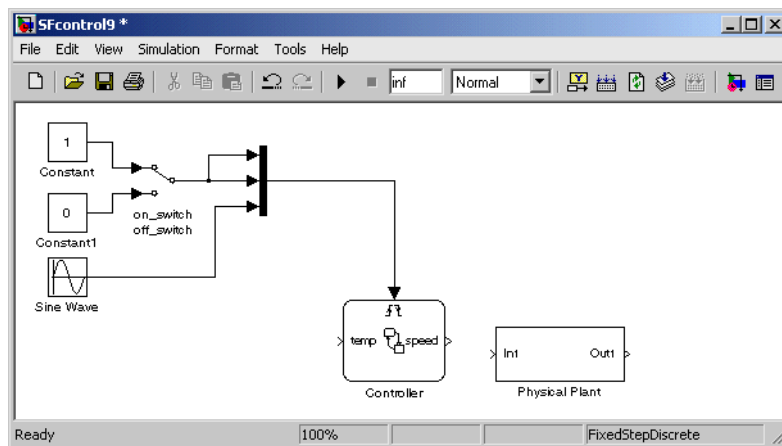 SFcontrol9 *
File Edit View Simulation Format Tools Help
inf Normal
1
Constant
0
on_switch
off_switch
Constant1
Sine Wave
temp speed
Controller
In1 Out1
Physical Plant
Ready 100% FixedStepDiscrete